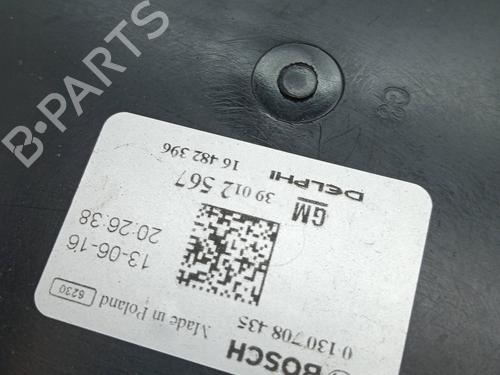 BOSCH
0 130 708 435
Made in Poland
6230
GM
39 012 567
13-06-16
20:26:38
DELPHI
16 482 396
G3
B-PARTS